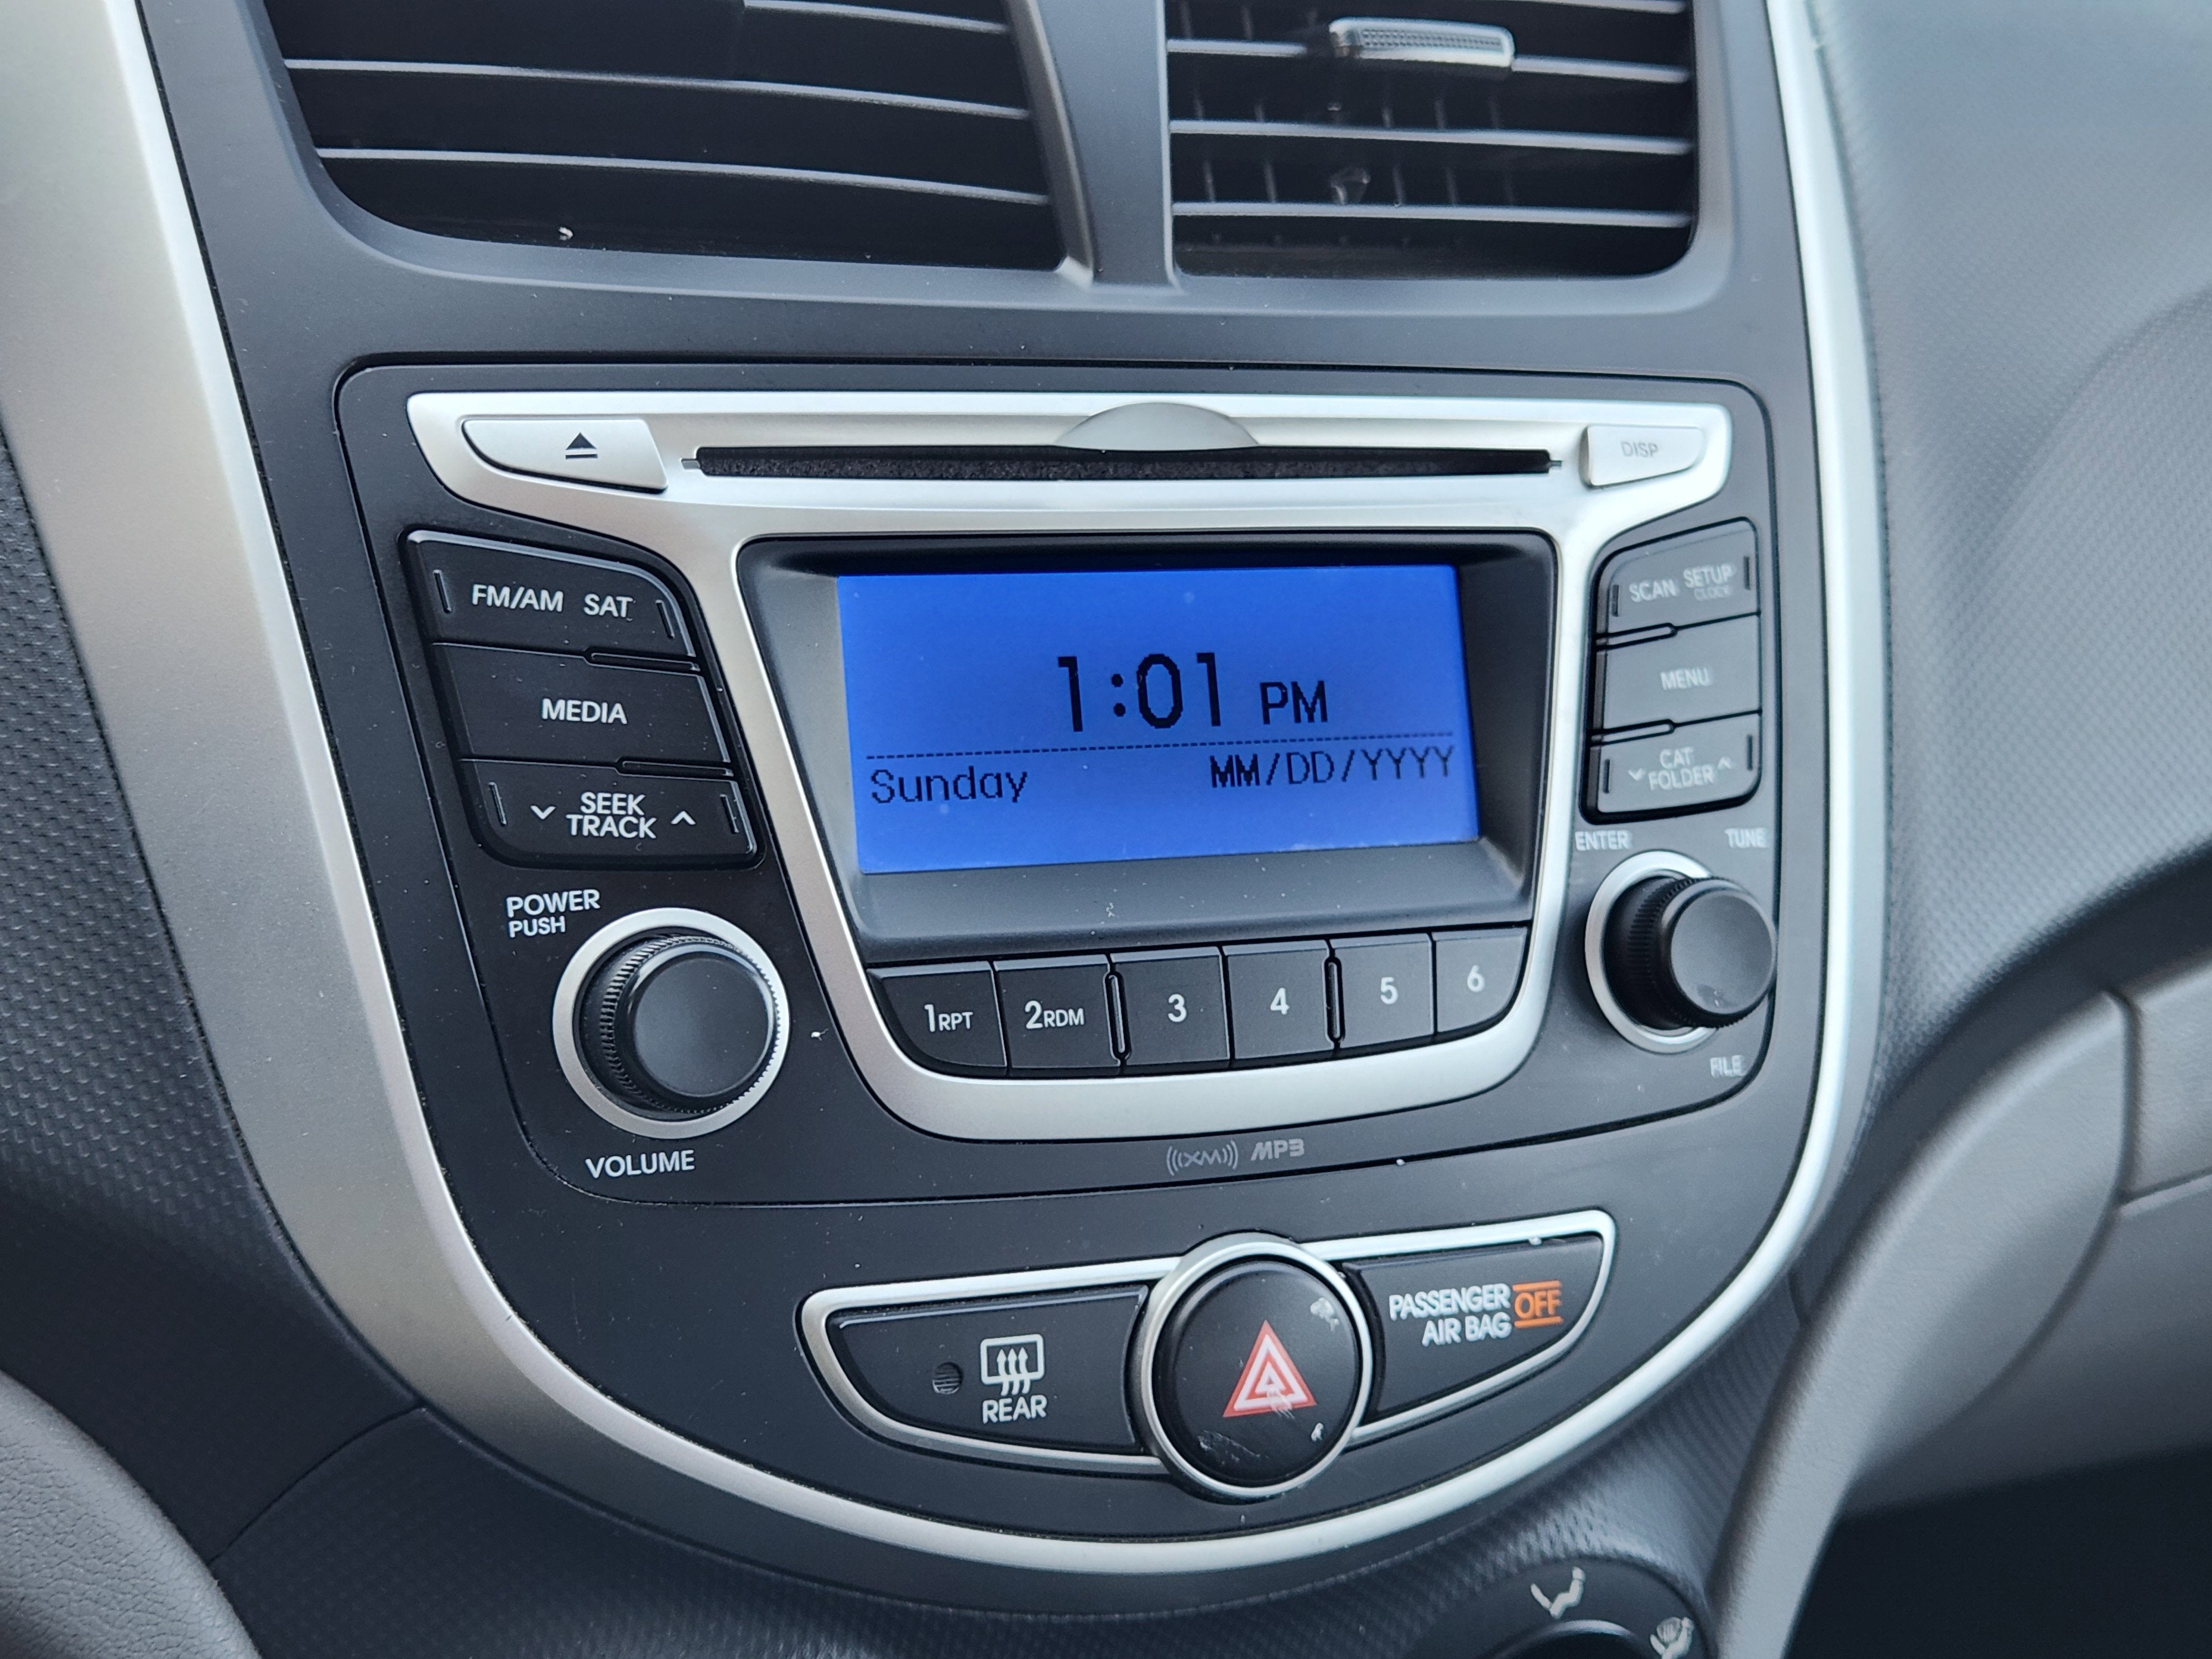 DISP
FM/AM SAT
SCAN SETUP
CLOCK
MEDIA
MENU
SEEK
TRACK
CAT
FOLDER
1:01 PM
Sunday MM/DD/YYYY
POWER
PUSH
ENTER TUNE
1RPT 2RDM 3 4 5 6
FILE
VOLUME
((XM)) MP3
PASSENGER OFF
AIR BAG
REAR